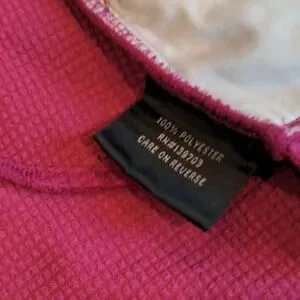 100% POLYESTER
RN#139703
CARE ON REVERSE